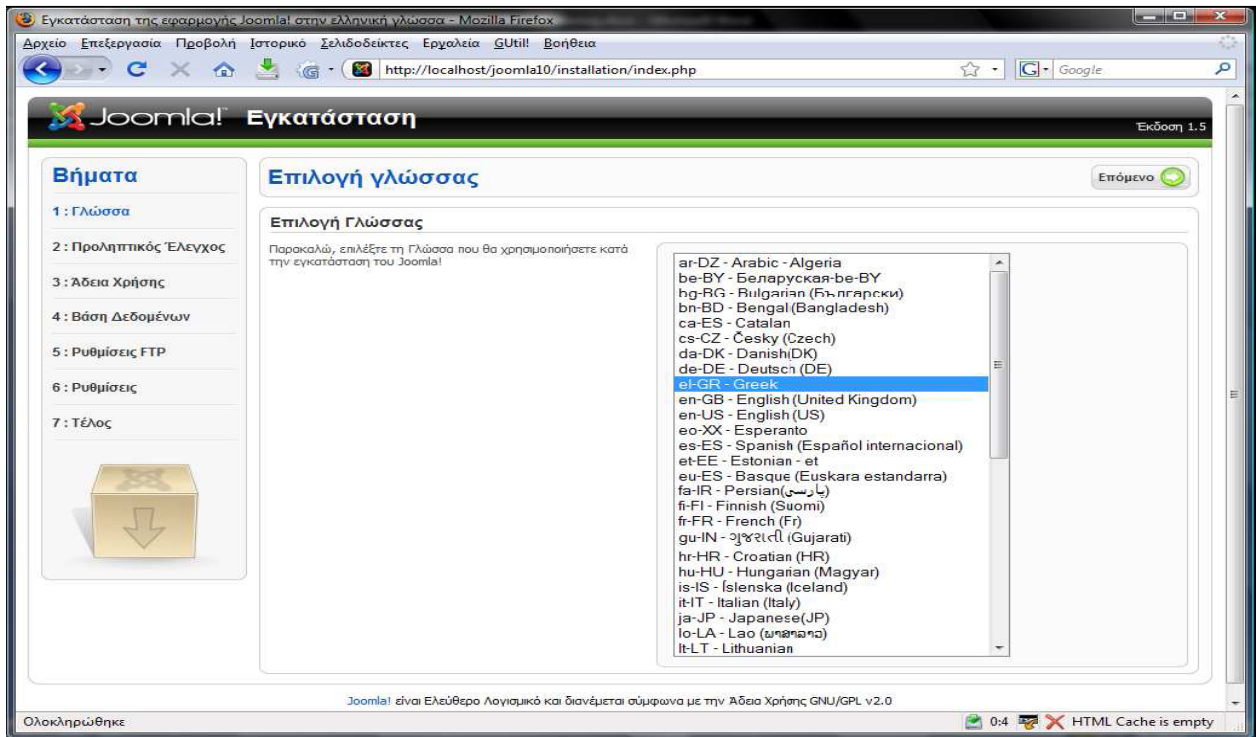 Εγκατάσταση της εφαρμογής Joomla! στην ελληνική γλώσσα - Mozilla Firefox
Αρχείο Επεξεργασία Προβολή Ιστορικό Σελιδοδείκτες Εργαλεία GUtil! Βοήθεια
http://localhost/joomla10/installation/index.php
G Google
Joomla! Εγκατάσταση
Έκδοση 1.5
Βήματα
1 : Γλώσσα
2 : Προληπτικός Έλεγχος
3 : Άδεια Χρήσης
4 : Βάση Δεδομένων
5 : Ρυθμίσεις FTP
6 : Ρυθμίσεις
7 : Τέλος
Επιλογή γλώσσας
Επόμενο
Επιλογή Γλώσσας
Παρακαλώ, επιλέξτε τη Γλώσσα που θα χρησιμοποιήσετε κατά
την εγκατάσταση του Joomla!
ar-DZ - Arabic - Algeria
be-BY - Беларуская-be-BY
bg-BG - Bulgarian (Български)
bn-BD - Bengal(Bangladesh)
ca-ES - Catalan
cs-CZ - Česky (Czech)
da-DK - Danish(DK)
de-DE - Deutsch (DE)
el-GR - Greek
en-GB - English (United Kingdom)
en-US - English (US)
eo-XX - Esperanto
es-ES - Spanish (Español internacional)
et-EE - Estonian - et
eu-ES - Basque (Euskara estandarra)
fa-IR - Persian(پارسی)
fi-FI - Finnish (Suomi)
fr-FR - French (Fr)
gu-IN - ગુજરાતી (Gujarati)
hr-HR - Croatian (HR)
hu-HU - Hungarian (Magyar)
is-IS - Íslenska (Iceland)
it-IT - Italian (Italy)
ja-JP - Japanese(JP)
lo-LA - Lao (ພາສາລາວ)
lt-LT - Lithuanian
Joomla! είναι Ελεύθερο Λογισμικό και διανέμεται σύμφωνα με την Άδεια Χρήσης GNU/GPL v2.0
Ολοκληρώθηκε
0:4
HTML Cache is empty